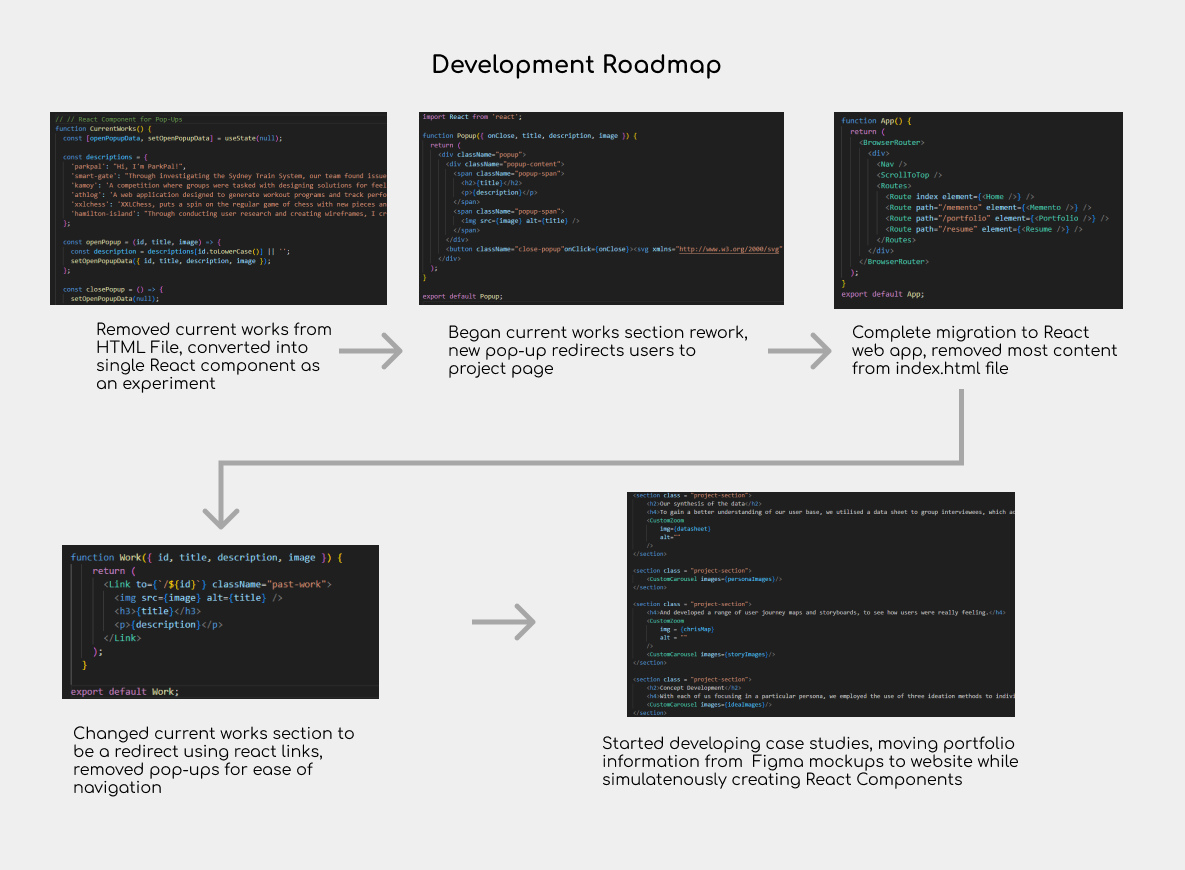 Development Roadmap
// // React Component for Pop-Ups
function CurrentWorks() {
const [openPopupData, setOpenPopupData] = useState(null);
const descriptions = {
'parkpal': "Hi, I'm ParkPal!",
'smart-gate': "Through investigating the Sydney Train System, our team found issue
'kamoy': 'A competition where groups were tasked with designing solutions for feel
'athlog': 'A web application designed to generate workout programs and track perfo
'xxlchess': 'XXLChess, puts a spin on the regular game of chess with new pieces an
'hamilton-island': "Through conducting user research and creating wireframes, I cr
};
const openPopup = (id, title, image) => {
const description = descriptions[id.toLowerCase()] || '';
setOpenPopupData({ id, title, description, image });
};
const closePopup = () => {
setOpenPopupData(null);
Removed current works from
HTML File, converted into
single React component as
an experiment
import React from 'react';
function Popup({ onClose, title, description, image }) {
return (
<div className="popup">
<div className="popup-content">
<span className="popup-span">
<h2>{title}</h2>
<p>{description}</p>
</span>
<span className="popup-span">
<img src={image} alt={title} />
</span>
</div>
<button className="close-popup"onClick={onClose}><svg xmlns="http://www.w3.org/2000/svg"
</div>
);
}
export default Popup;
Began current works section rework,
new pop-up redirects users to
project page
function App() {
return (
<BrowserRouter>
<div>
<Nav />
<ScrollToTop />
<Routes>
<Route index element={<Home />} />
<Route path="/memento" element={<Memento />} />
<Route path="/portfolio" element={<Portfolio />} />
<Route path="/resume" element={<Resume />} />
</Routes>
</div>
</BrowserRouter>
);
}
export default App;
Complete migration to React
web app, removed most content
from index.html file
function Work({ id, title, description, image }) {
return (
<Link to={`/${id}`} className="past-work">
<img src={image} alt={title} />
<h3>{title}</h3>
<p>{description}</p>
</Link>
);
}
export default Work;
Changed current works section to
be a redirect using react links,
removed pop-ups for ease of
navigation
<section class = "project-section">
<h2>Our synthesis of the data</h2>
<h4>To gain a better understanding of our user base, we utilised a data sheet to group interviewees, which ac
<CustomZoom
img={datasheet}
alt=""
/>
</section>
<section class = "project-section">
<CustomCarousel images={personaImages}/>
</section>
<section class = "project-section">
<h4>And developed a range of user journey maps and storyboards, to see how users were really feeling.</h4>
<CustomZoom
img = {chrisMap}
alt = ""
/>
<CustomCarousel images={storyImages}/>
</section>
<section class = "project-section">
<h2>Concept Development</h2>
<h4>With each of us focusing in a particular persona, we employed the use of three ideation methods to indivi
<CustomCarousel images={ideaImages}/>
</section>
Started developing case studies, moving portfolio
information from Figma mockups to website while
simulatenously creating React Components